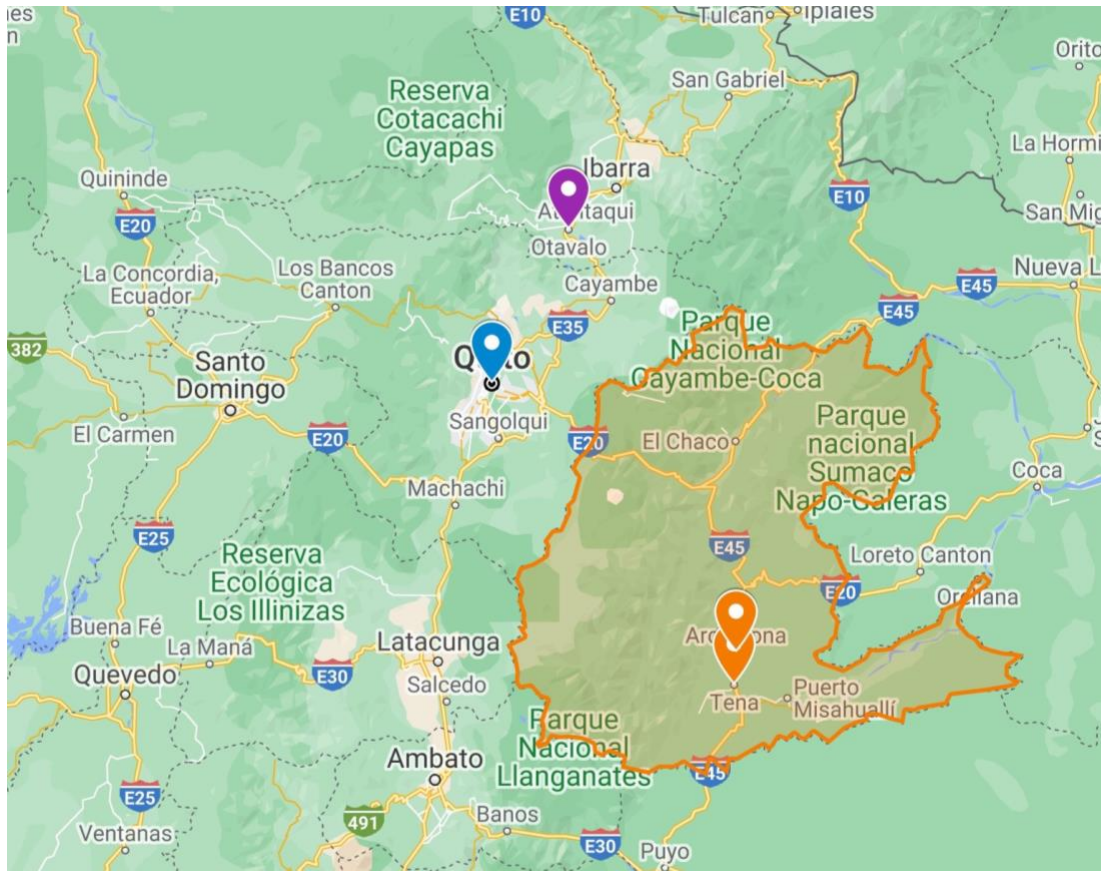 es
n
E10
Tulcán
Ipiales
Orito
Reserva
Cotacachi
Cayapas
San Gabriel
La Hormi
Quininde
Ibarra
E20
E10
San Mig
Otavalo
La Concordia,
Ecuador
Los Bancos
Canton
Cayambe
Nueva L
E45
E45
E35
Parque
Nacional
Cayambe-Coca
382
Santo
Domingo
Sangolqui
El Carmen
E20
E20
El Chaco
Parque
nacional
Sumaco
Napo-Galeras
Coca
Machachi
E25
E45
Loreto Canton
E20
Orellana
Reserva
Ecológica
Los Illinizas
Buena Fé
La Maná
Latacunga
E30
Quevedo
Salcedo
Tena
Puerto
Misahuallí
Parque
Nacional
Llanganates
Ambato
E45
E25
491
Banos
Ventanas
E30
Puyo